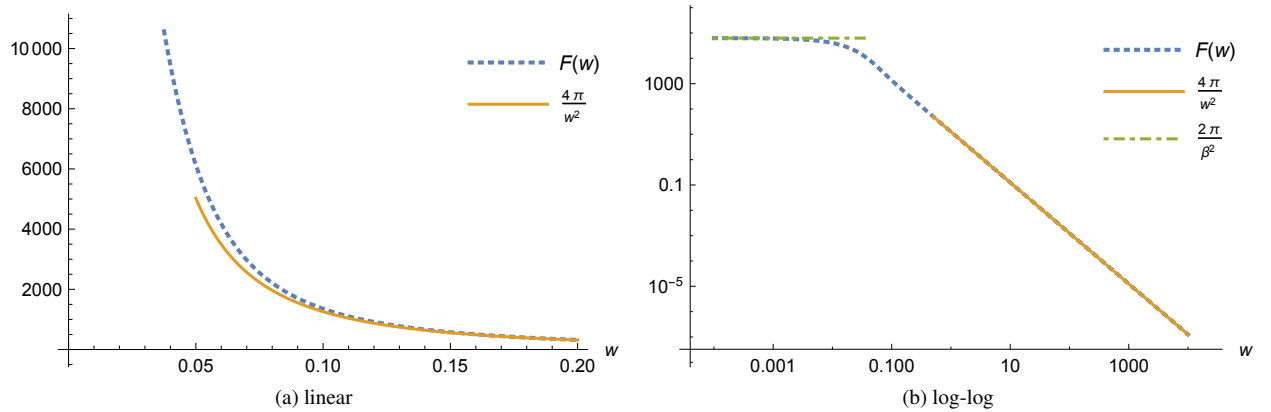 10 000
8000
6000
4000
2000
0.05 0.10 0.15 0.20 w
F(w)
4 π / w²
(a) linear
1000
0.1
10⁻⁵
0.001 0.100 10 1000 w
F(w)
4 π / w²
2 π / β²
(b) log-log